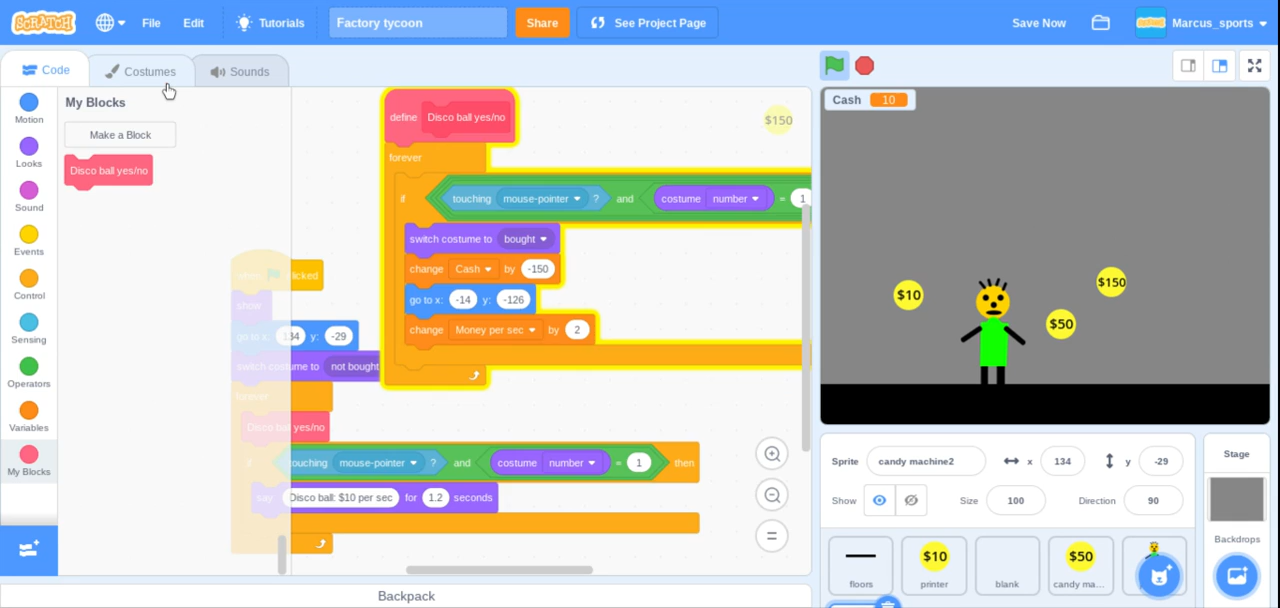 SCRATCH File Edit Tutorials Factory tycoon Share See Project Page Save Now Marcus_sports
Code Costumes Sounds
Motion
Looks
Sound
Events
Control
Sensing
Operators
Variables
My Blocks
My Blocks
Make a Block
Disco ball yes/no
define Disco ball yes/no
forever
if touching mouse-pointer ? and costume number = 1
switch costume to bought
change Cash by -150
go to x: -14 y: -126
change Money per sec by 2
$150
when clicked
show
go to x: 134 y: -29
switch costume to not bought
forever
Disco ball yes/no
if touching mouse-pointer ? and costume number = 1 then
say Disco ball: $10 per sec for 1.2 seconds
Backpack
Cash 10
$10
$150
$50
Sprite candy machine2 x 134 y -29
Show Size 100 Direction 90
$10 $50
floors printer blank candy ma...
Stage
Backdrops